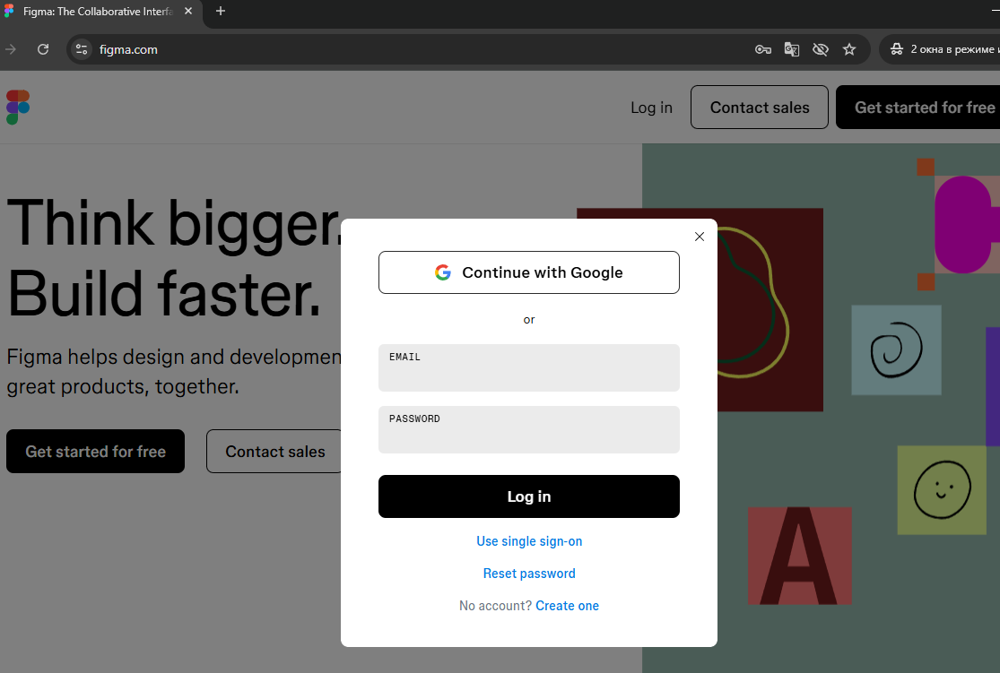 Figma: The Collaborative Interfa
figma.com
2 окна в режиме
Log in
Contact sales
Get started for free
Think bigger.
Build faster.
Figma helps design and developmen
great products, together.
Get started for free
Contact sales
Continue with Google
or
EMAIL
PASSWORD
Log in
Use single sign-on
Reset password
No account? Create one
A